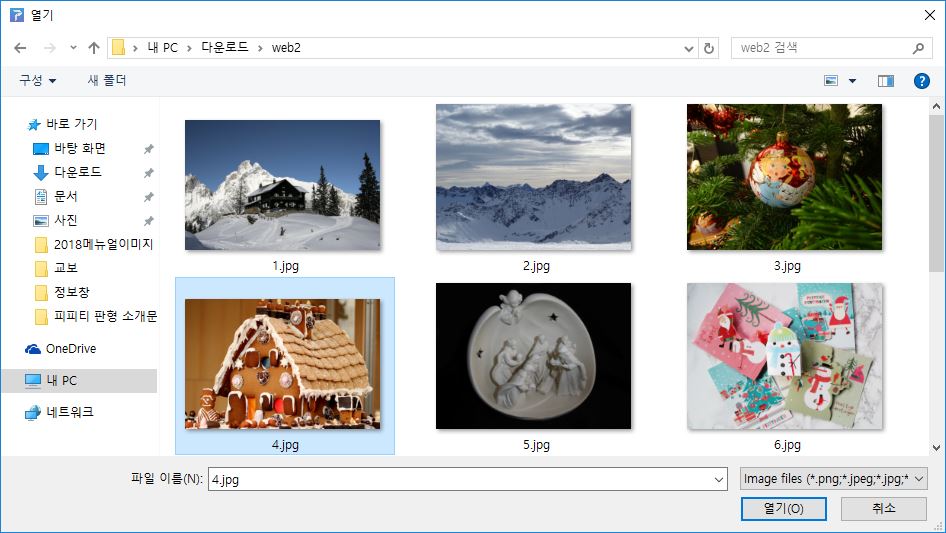 열기
내 PC > 다운로드 > web2
web2 검색
구성
새 폴더
바로 가기
바탕 화면
다운로드
문서
사진
2018메뉴얼이미지
교보
정보창
피피티 판형 소개문
OneDrive
내 PC
네트워크
1.jpg
2.jpg
3.jpg
4.jpg
5.jpg
6.jpg
파일 이름(N):
4.jpg
Image files (*.png;*.jpeg;*.jpg;*
열기(O)
취소